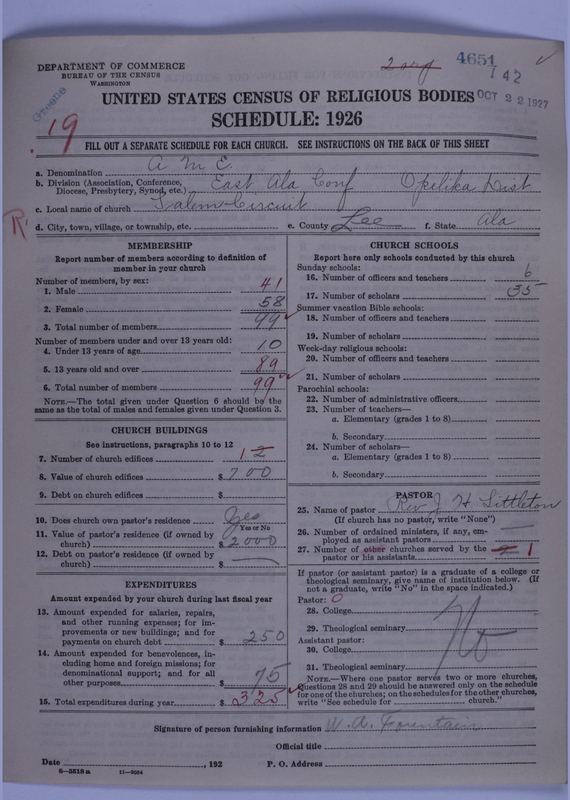 DEPARTMENT OF COMMERCE
BUREAU OF THE CENSUS
WASHINGTON
2 orig
4651
142
OCT 22 1927
Greene
UNITED STATES CENSUS OF RELIGIOUS BODIES
SCHEDULE: 1926
19
FILL OUT A SEPARATE SCHEDULE FOR EACH CHURCH. SEE INSTRUCTIONS ON THE BACK OF THIS SHEET
a. Denomination A. M. E.
b. Division (Association, Conference, Diocese, Presbytery, Synod, etc.) East Ala Conf Opelika Dist
c. Local name of church Salem Circuit
R.
d. City, town, village, or township, etc. e. County Lee f. State Ala
MEMBERSHIP
Report number of members according to definition of
member in your church
Number of members, by sex:
1. Male 41
2. Female 58
3. Total number of members 99
Number of members under and over 13 years old:
4. Under 13 years of age 10
5. 13 years old and over 89
6. Total number of members 99
NOTE.—The total given under Question 6 should be the
same as the total of males and females given under Question 3.
CHURCH BUILDINGS
See instructions, paragraphs 10 to 12
7. Number of church edifices 1 2
8. Value of church edifices $ 700
9. Debt on church edifices $
10. Does church own pastor's residence Yes
Yes or No
11. Value of pastor's residence (if owned by
church) $ 2000
12. Debt on pastor's residence (if owned by
church) $ —
EXPENDITURES
Amount expended by your church during last fiscal year
13. Amount expended for salaries, repairs,
and other running expenses; for im-
provements or new buildings; and for
payments on church debt $ 250
14. Amount expended for benevolences, in-
cluding home and foreign missions; for
denominational support; and for all
other purposes $ 75
15. Total expenditures during year $ 325
CHURCH SCHOOLS
Report here only schools conducted by this church
Sunday schools:
16. Number of officers and teachers 6
17. Number of scholars 35
Summer vacation Bible schools:
18. Number of officers and teachers
19. Number of scholars
Week-day religious schools:
20. Number of officers and teachers
21. Number of scholars
Parochial schools:
22. Number of administrative officers
23. Number of teachers—
a. Elementary (grades 1 to 8)
b. Secondary
24. Number of scholars—
a. Elementary (grades 1 to 8)
b. Secondary
PASTOR
25. Name of pastor Rev J. H. Littleton
(If church has no pastor, write "None")
26. Number of ordained ministers, if any, em-
ployed as assistant pastors
27. Number of other churches served by the
pastor or his assistants 1
If pastor (or assistant pastor) is a graduate of a college or
theological seminary, give name of institution below. (If
not a graduate, write "No" in the space indicated.)
Pastor: 0
28. College
29. Theological seminary No
Assistant pastor:
30. College
31. Theological seminary
NOTE.—Where one pastor serves two or more churches,
Questions 28 and 29 should be answered only on the schedule
for one of the churches; on the schedules for the other churches,
write "See schedule for church."
Signature of person furnishing information W. A. Fountain
Official title
Date , 192 P. O. Address
8—3518a 11—9034